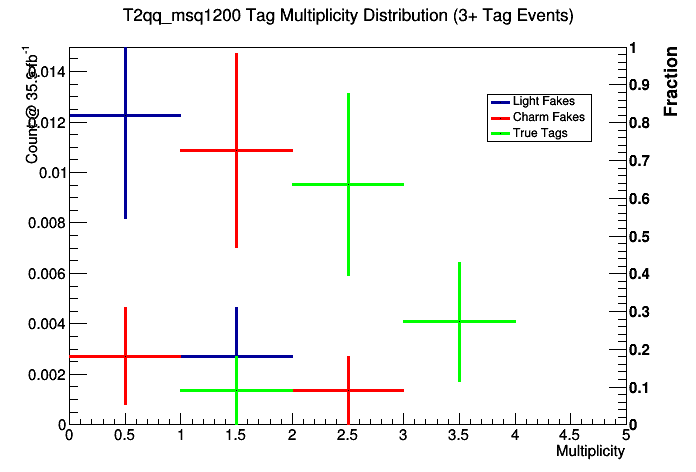 T2qq_msq1200 Tag Multiplicity Distribution (3+ Tag Events)
Count @ 35.9 fb⁻¹
0.014
0.012
0.01
0.008
0.006
0.004
0.002
0
Light Fakes
Charm Fakes
True Tags
1
0.9
0.8
0.7
0.6
0.5
0.4
0.3
0.2
0.1
0
Fraction
0 0.5 1 1.5 2 2.5 3 3.5 4 4.5 5
Multiplicity